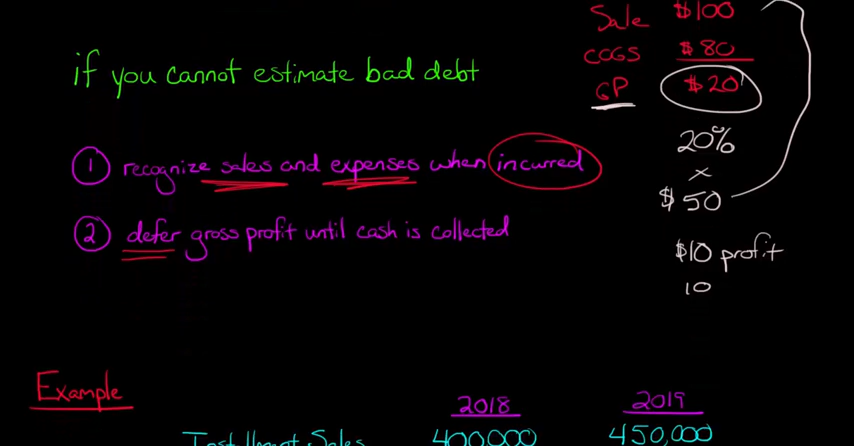 Sale $100
COGS $80
GP $20
if you cannot estimate bad debt
20%
x
$50
1 recognize sales and expenses when incurred
2 defer gross profit until cash is collected
$10 profit
10
Example
2018 2019
Installment Sales 400,000 450,000